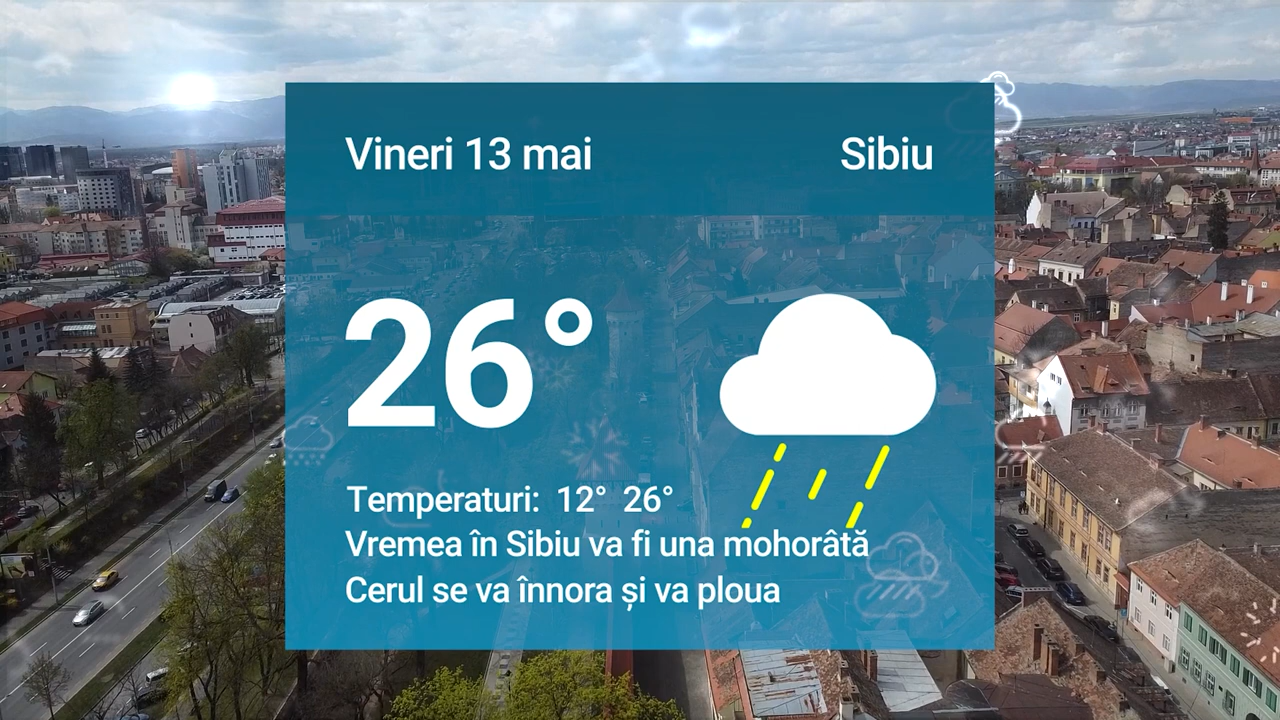 Vineri 13 mai Sibiu
26°
Temperaturi: 12° 26°
Vremea în Sibiu va fi una mohorâtă
Cerul se va înnora și va ploua